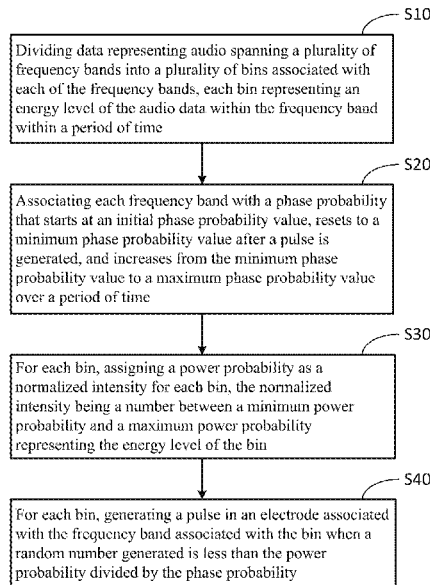 S10
Dividing data representing audio spanning a plurality of
frequency bands into a plurality of bins associated with
each of the frequency bands, each bin representing an
energy level of the audio data within the frequency band
within a period of time
S20
Associating each frequency band with a phase probability
that starts at an initial phase probability value, resets to a
minimum phase probability value after a pulse is
generated, and increases from the minimum phase
probability value to a maximum phase probability value
over a period of time
S30
For each bin, assigning a power probability as a
normalized intensity for each bin, the normalized
intensity being a number between a minimum power
probability and a maximum power probability
representing the energy level of the bin
S40
For each bin, generating a pulse in an electrode associated
with the frequency band associated with the bin when a
random number generated is less than the power
probability divided by the phase probability